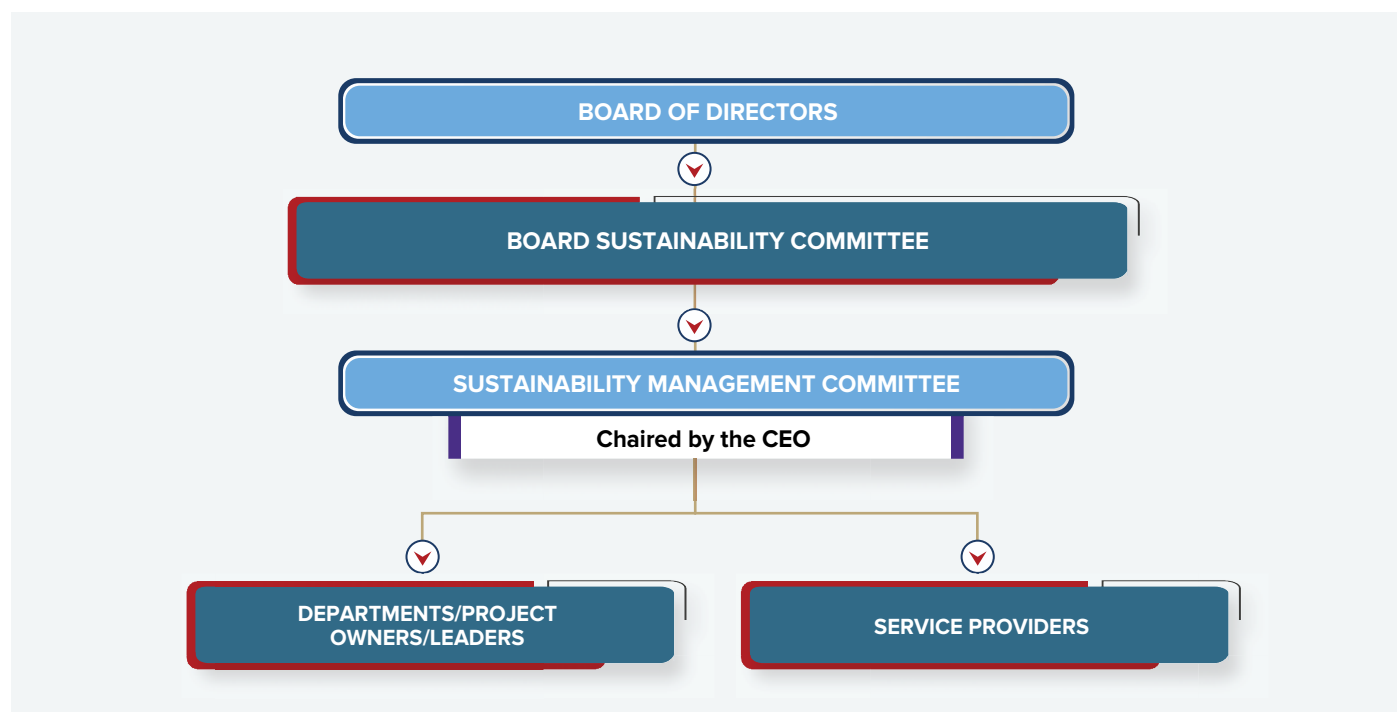 BOARD OF DIRECTORS
BOARD SUSTAINABILITY COMMITTEE
SUSTAINABILITY MANAGEMENT COMMITTEE
Chaired by the CEO
DEPARTMENTS/PROJECT
OWNERS/LEADERS
SERVICE PROVIDERS